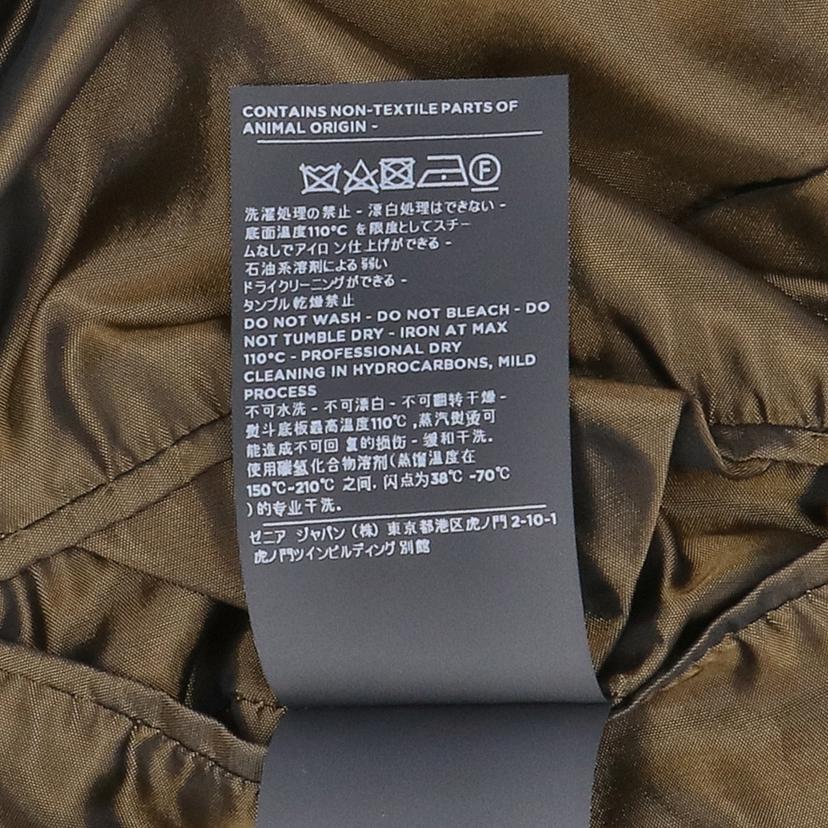 CONTAINS NON-TEXTILE PARTS OF
ANIMAL ORIGIN -
F
洗濯処理の禁止 - 漂白処理はできない -
底面温度110°C を限度としてスチー
ムなしでアイロン仕上げができる -
石油系溶剤による 弱い
ドライクリーニングができる -
タンブル乾燥禁止
DO NOT WASH - DO NOT BLEACH - DO
NOT TUMBLE DRY - IRON AT MAX
110°C - PROFESSIONAL DRY
CLEANING IN HYDROCARBONS, MILD
PROCESS
不可水洗 - 不可漂白 - 不可翻转干燥 -
熨斗底板最高温度110℃ ,蒸汽熨烫可
能造成不可回 复的损伤 - 缓和干洗.
使用碳氢化合物溶剂(蒸馏温度在
150℃-210℃ 之间. 闪点为38℃ -70℃
)的专业干洗.
ゼニア ジャパン (株) 東京都港区虎ノ門 2-10-1
虎ノ門ツインビルディング 別館